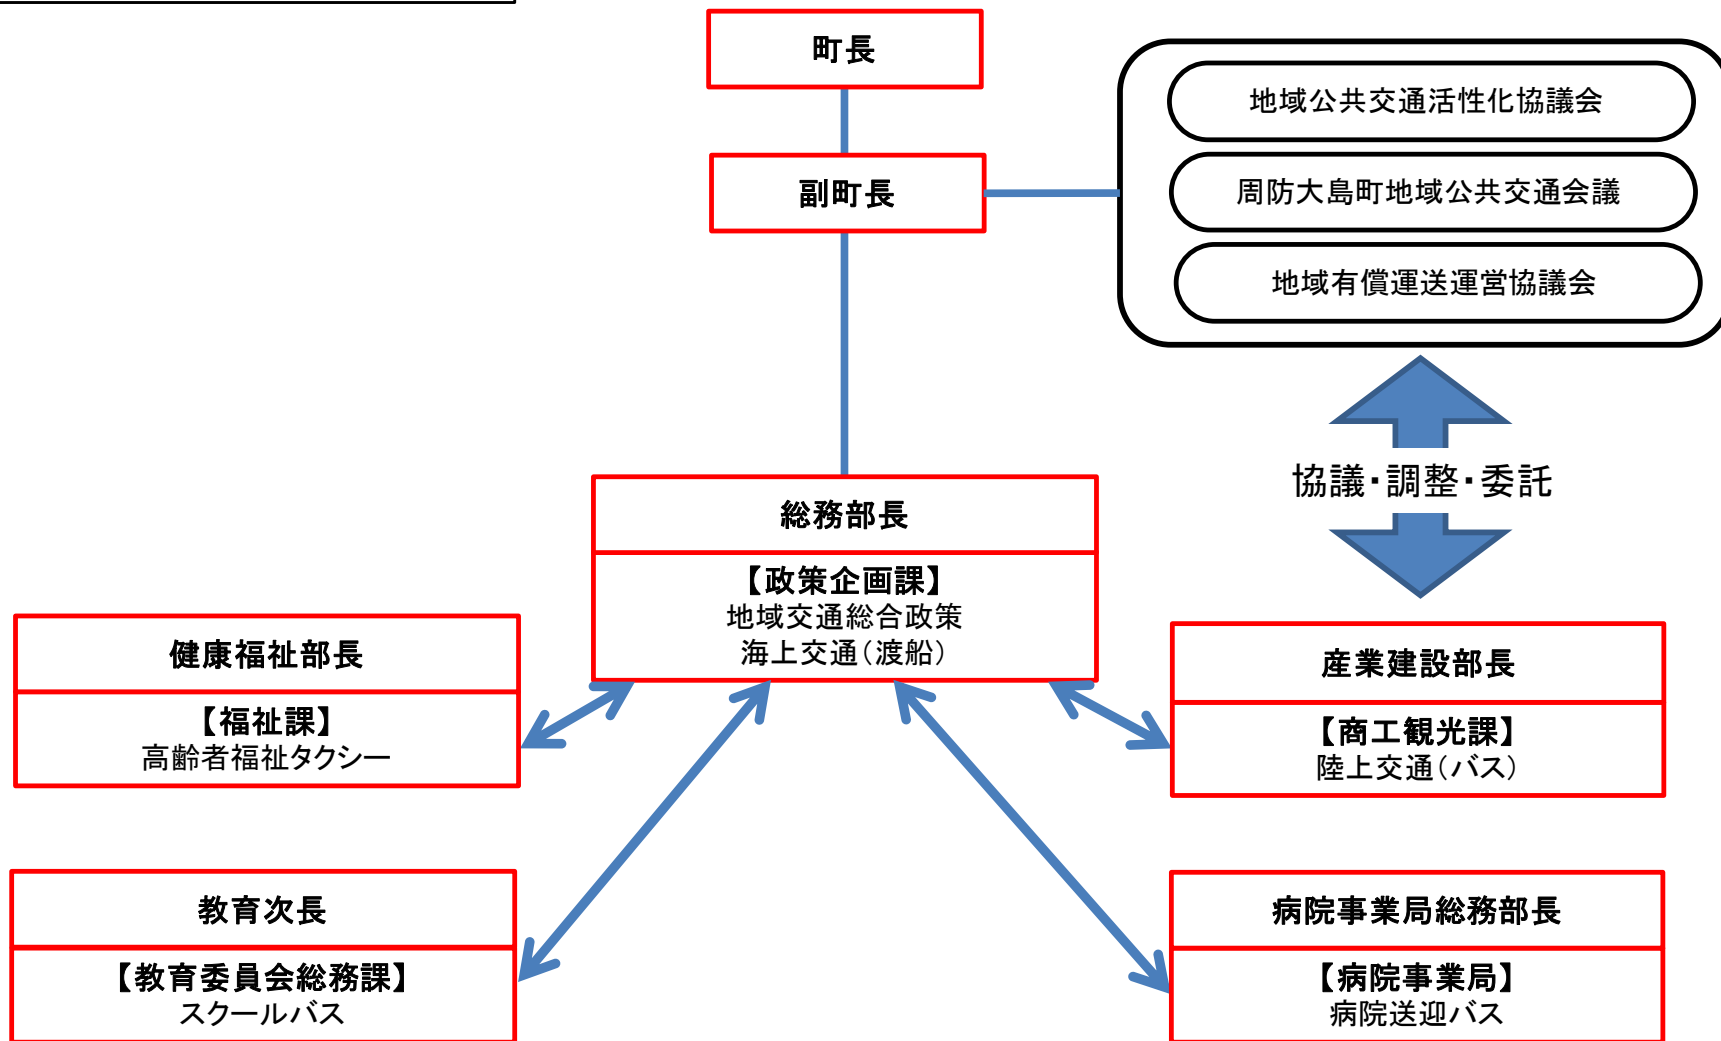 町長
副町長
地域公共交通活性化協議会
周防大島町地域公共交通会議
地域有償運送運営協議会
協議・調整・委託
総務部長
【政策企画課】
地域交通総合政策
海上交通（渡船）
健康福祉部長
【福祉課】
高齢者福祉タクシー
産業建設部長
【商工観光課】
陸上交通（バス）
教育次長
【教育委員会総務課】
スクールバス
病院事業局総務部長
【病院事業局】
病院送迎バス